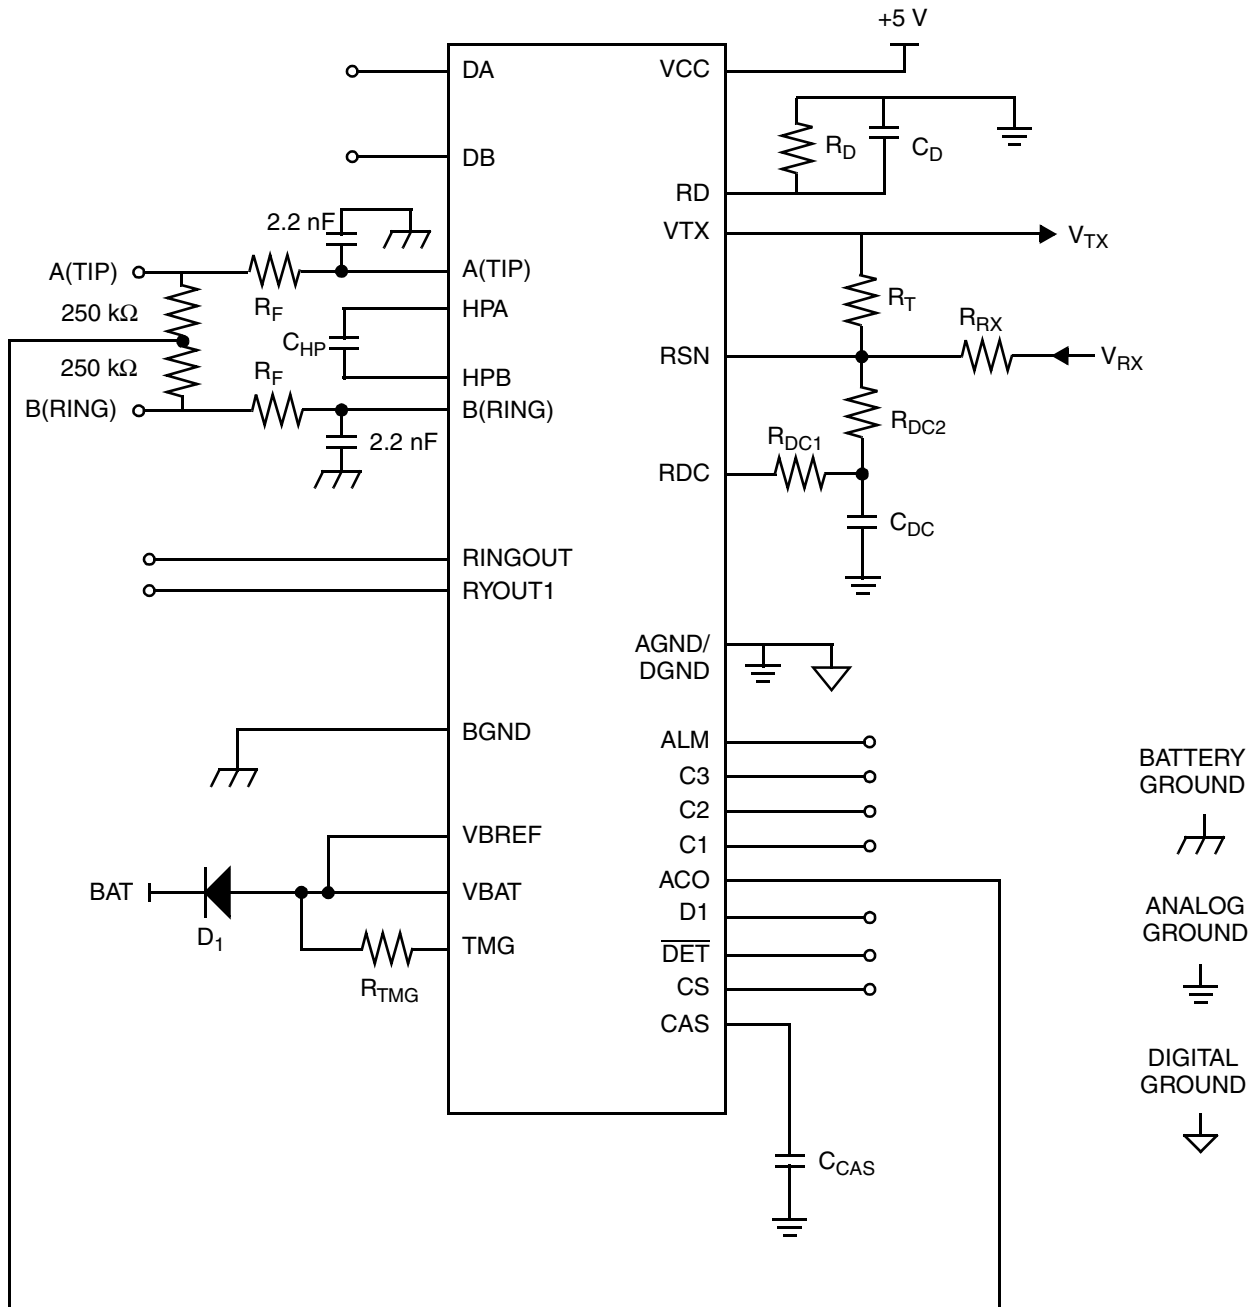 +5 V
DA
VCC
R_D
C_D
DB
RD
2.2 nF
VTX
V_TX
A(TIP)
A(TIP)
R_F
250 kΩ
HPA
R_T
R_RX
C_HP
RSN
V_RX
250 kΩ
R_F
HPB
B(RING)
B(RING)
R_DC2
2.2 nF
R_DC1
RDC
C_DC
RINGOUT
RYOUT1
AGND/
DGND
BGND
ALM
C3
C2
C1
ACO
D1
DET
CS
CAS
VBREF
BAT
VBAT
D_1
TMG
R_TMG
C_CAS
BATTERY
GROUND
ANALOG
GROUND
DIGITAL
GROUND